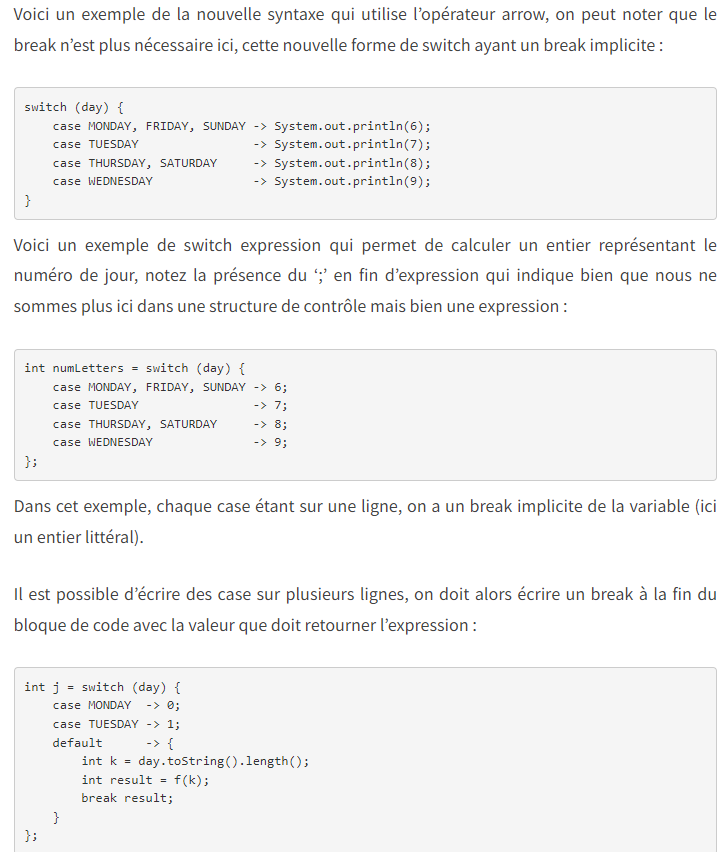 Voici un exemple de la nouvelle syntaxe qui utilise l’opérateur arrow, on peut noter que le
break n’est plus nécessaire ici, cette nouvelle forme de switch ayant un break implicite :
switch (day) {
    case MONDAY, FRIDAY, SUNDAY -> System.out.println(6);
    case TUESDAY                -> System.out.println(7);
    case THURSDAY, SATURDAY     -> System.out.println(8);
    case WEDNESDAY              -> System.out.println(9);
}
Voici un exemple de switch expression qui permet de calculer un entier représentant le
numéro de jour, notez la présence du ‘;’ en fin d’expression qui indique bien que nous ne
sommes plus ici dans une structure de contrôle mais bien une expression :
int numLetters = switch (day) {
    case MONDAY, FRIDAY, SUNDAY -> 6;
    case TUESDAY                -> 7;
    case THURSDAY, SATURDAY     -> 8;
    case WEDNESDAY              -> 9;
};
Dans cet exemple, chaque case étant sur une ligne, on a un break implicite de la variable (ici
un entier littéral).
Il est possible d’écrire des case sur plusieurs lignes, on doit alors écrire un break à la fin du
bloque de code avec la valeur que doit retourner l’expression :
int j = switch (day) {
    case MONDAY  -> 0;
    case TUESDAY -> 1;
    default      -> {
        int k = day.toString().length();
        int result = f(k);
        break result;
    }
};